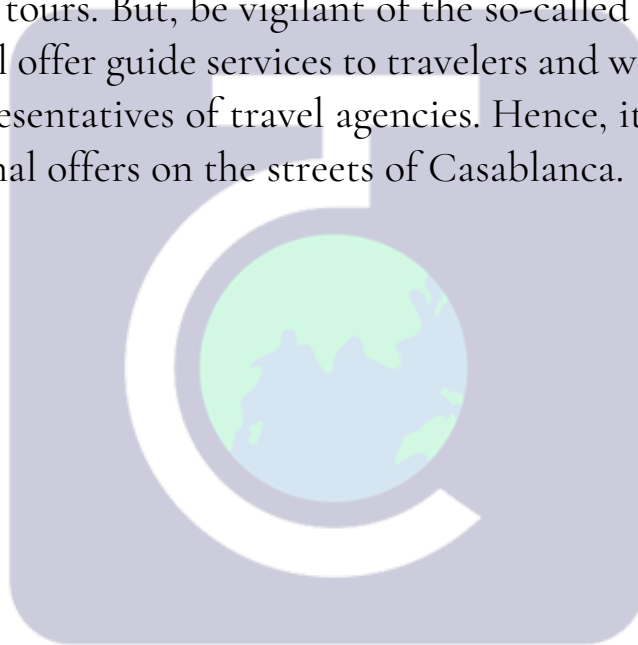 tours. But, be vigilant of the so-called
l offer guide services to travelers and w
esentatives of travel agencies. Hence, it
nal offers on the streets of Casablanca.